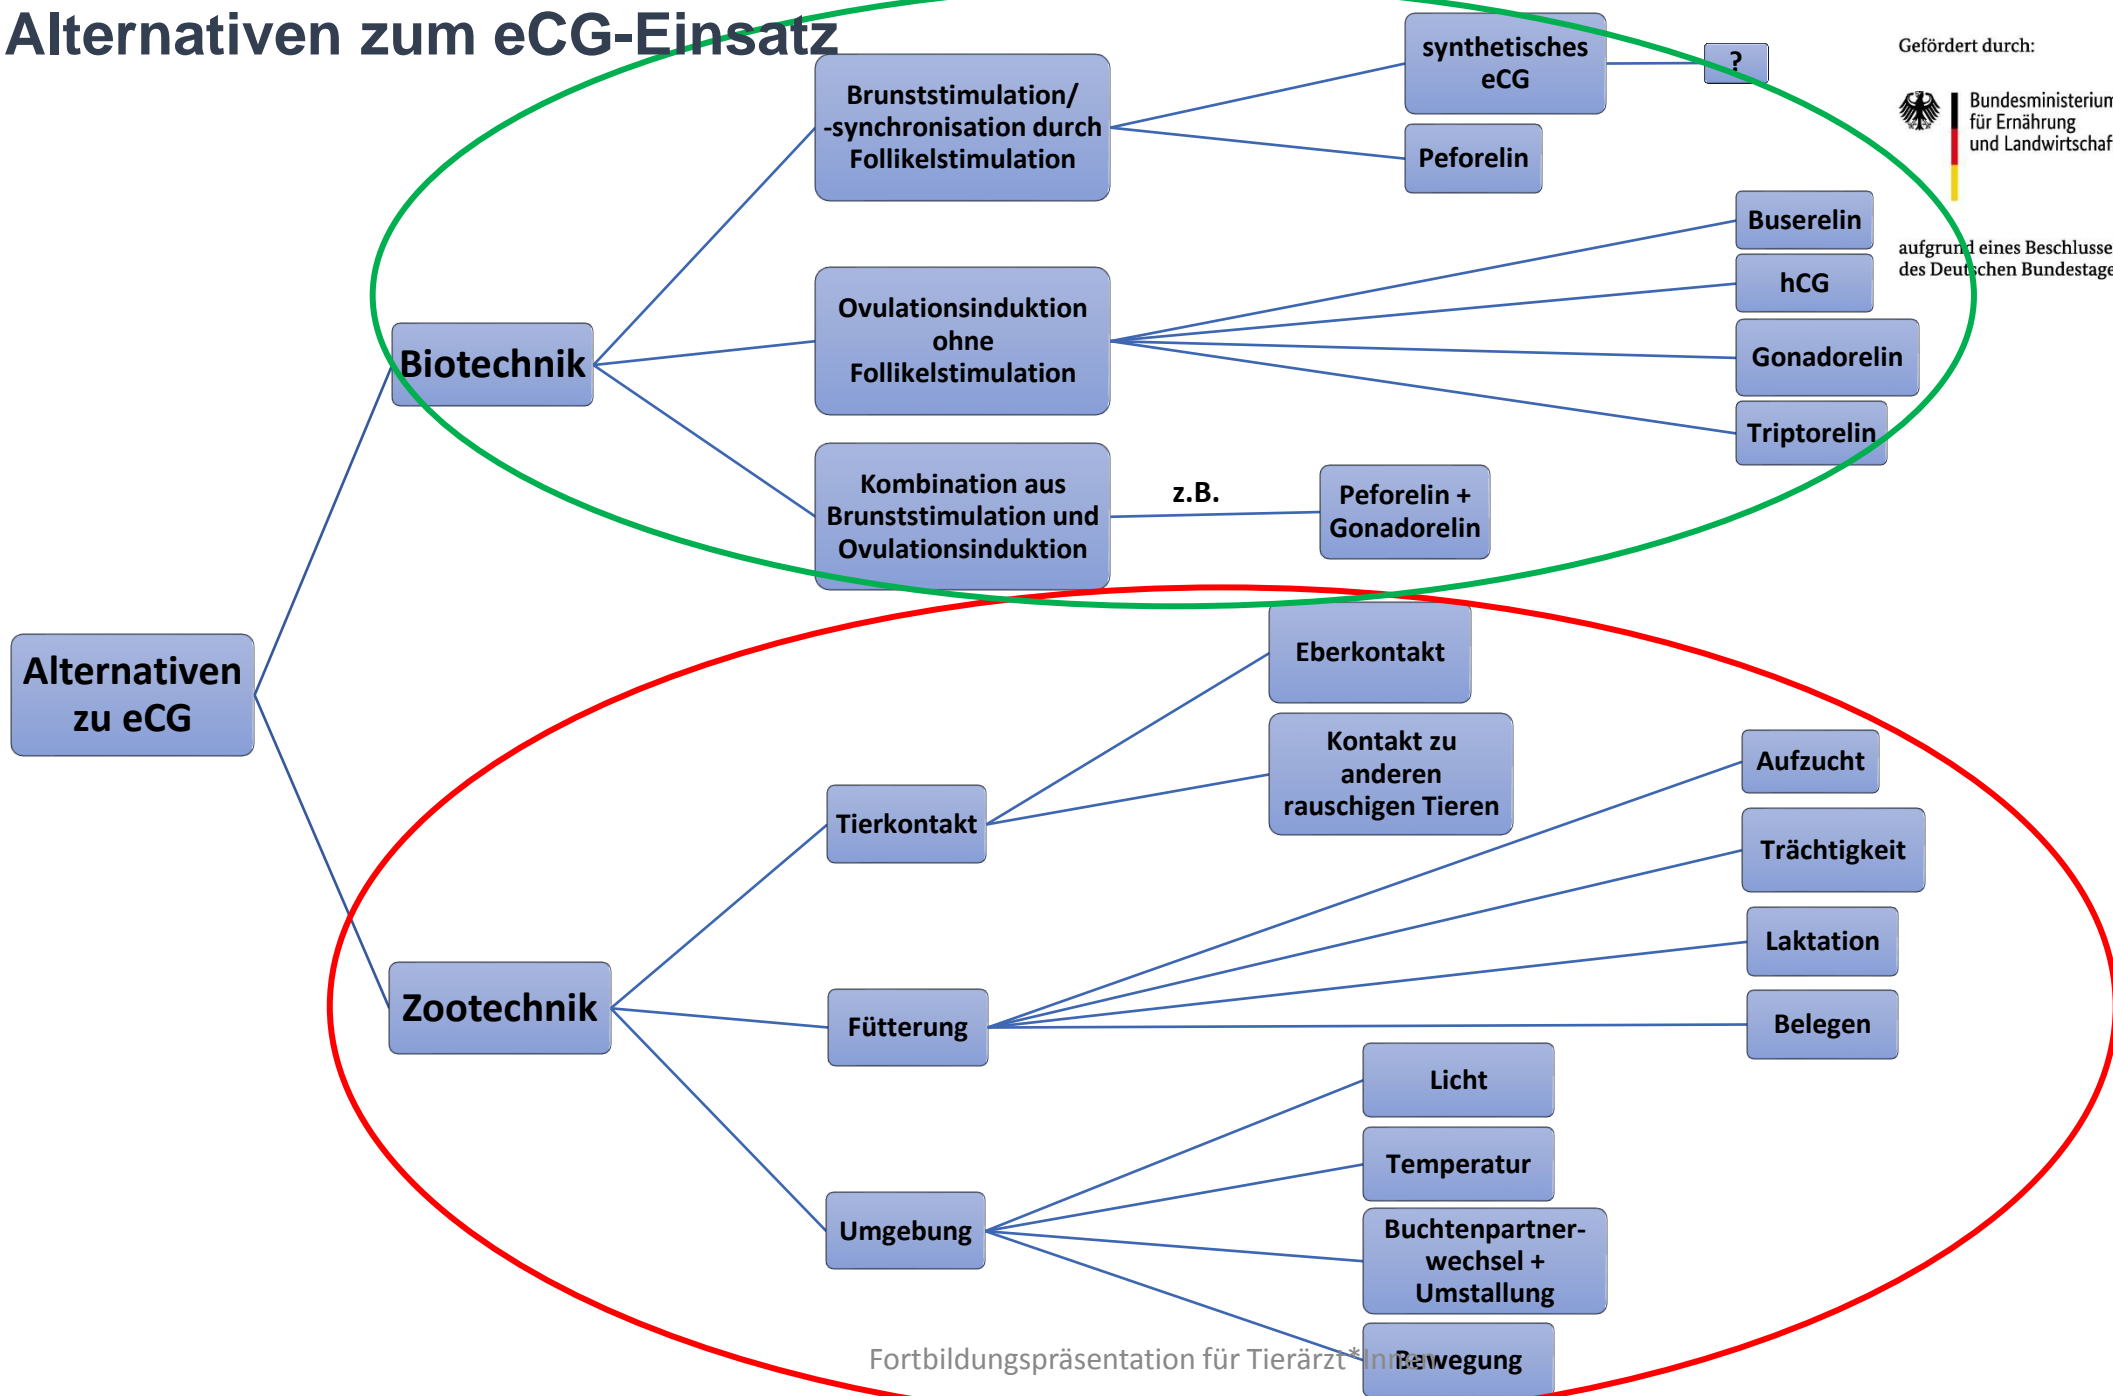 Alternativen zum eCG-Einsatz
Gefördert durch:
Bundesministerium
für Ernährung
und Landwirtschaf
aufgrund eines Beschlusse
des Deutschen Bundestage
Alternativen
zu eCG
Biotechnik
Brunststimulation/
-synchronisation durch
Follikelstimulation
synthetisches
eCG
?
Peforelin
Ovulationsinduktion
ohne
Follikelstimulation
Buserelin
hCG
Gonadorelin
Triptorelin
Kombination aus
Brunststimulation und
Ovulationsinduktion
z.B.
Peforelin +
Gonadorelin
Zootechnik
Tierkontakt
Eberkontakt
Kontakt zu
anderen
rauschigen Tieren
Fütterung
Aufzucht
Trächtigkeit
Laktation
Belegen
Umgebung
Licht
Temperatur
Buchtenpartner-
wechsel +
Umstallung
Bewegung
Fortbildungspräsentation für Tierärzt*Innen